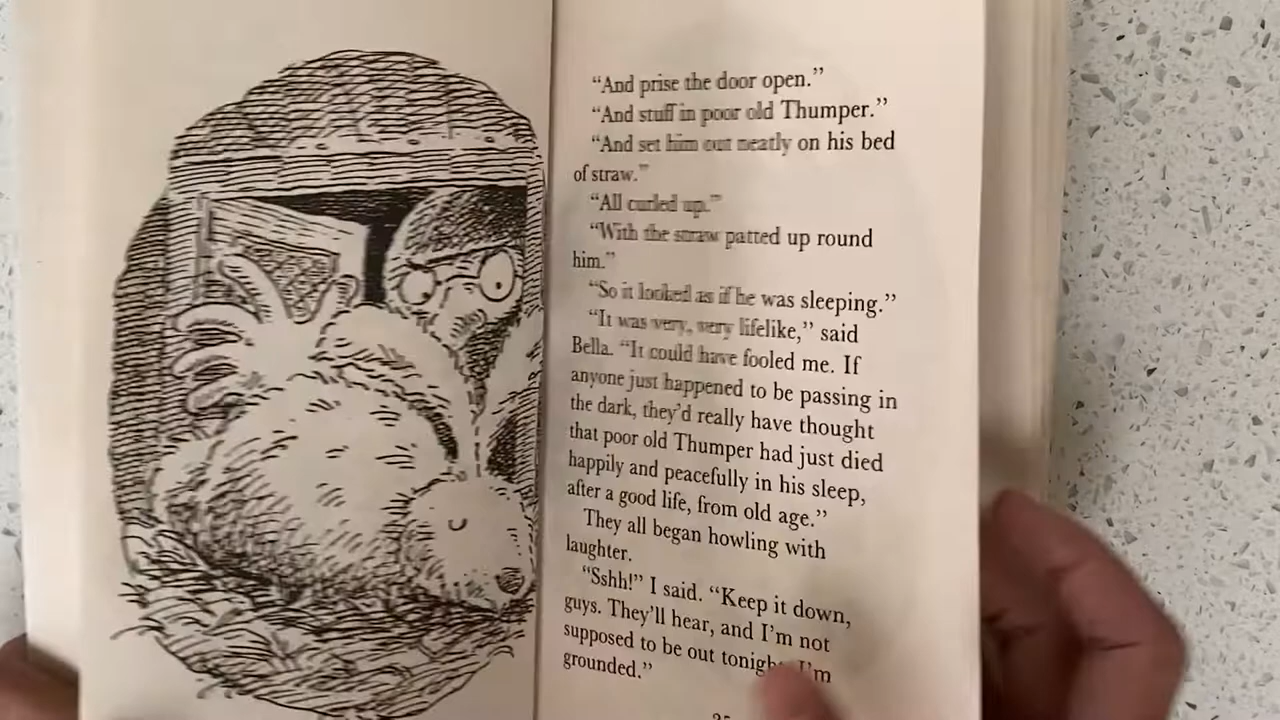 “And prise the door open.”
“And stuff in poor old Thumper.”
“And set him out neatly on his bed
of straw.”
“All curled up.”
“With the straw patted up round
him.”
“So it looked as if he was sleeping.”
“It was very, very lifelike,” said
Bella. “It could have fooled me. If
anyone just happened to be passing in
the dark, they’d really have thought
that poor old Thumper had just died
happily and peacefully in his sleep,
after a good life, from old age.”
They all began howling with
laughter.
“Sshh!” I said. “Keep it down,
guys. They’ll hear, and I’m not
supposed to be out tonight. I’m
grounded.”